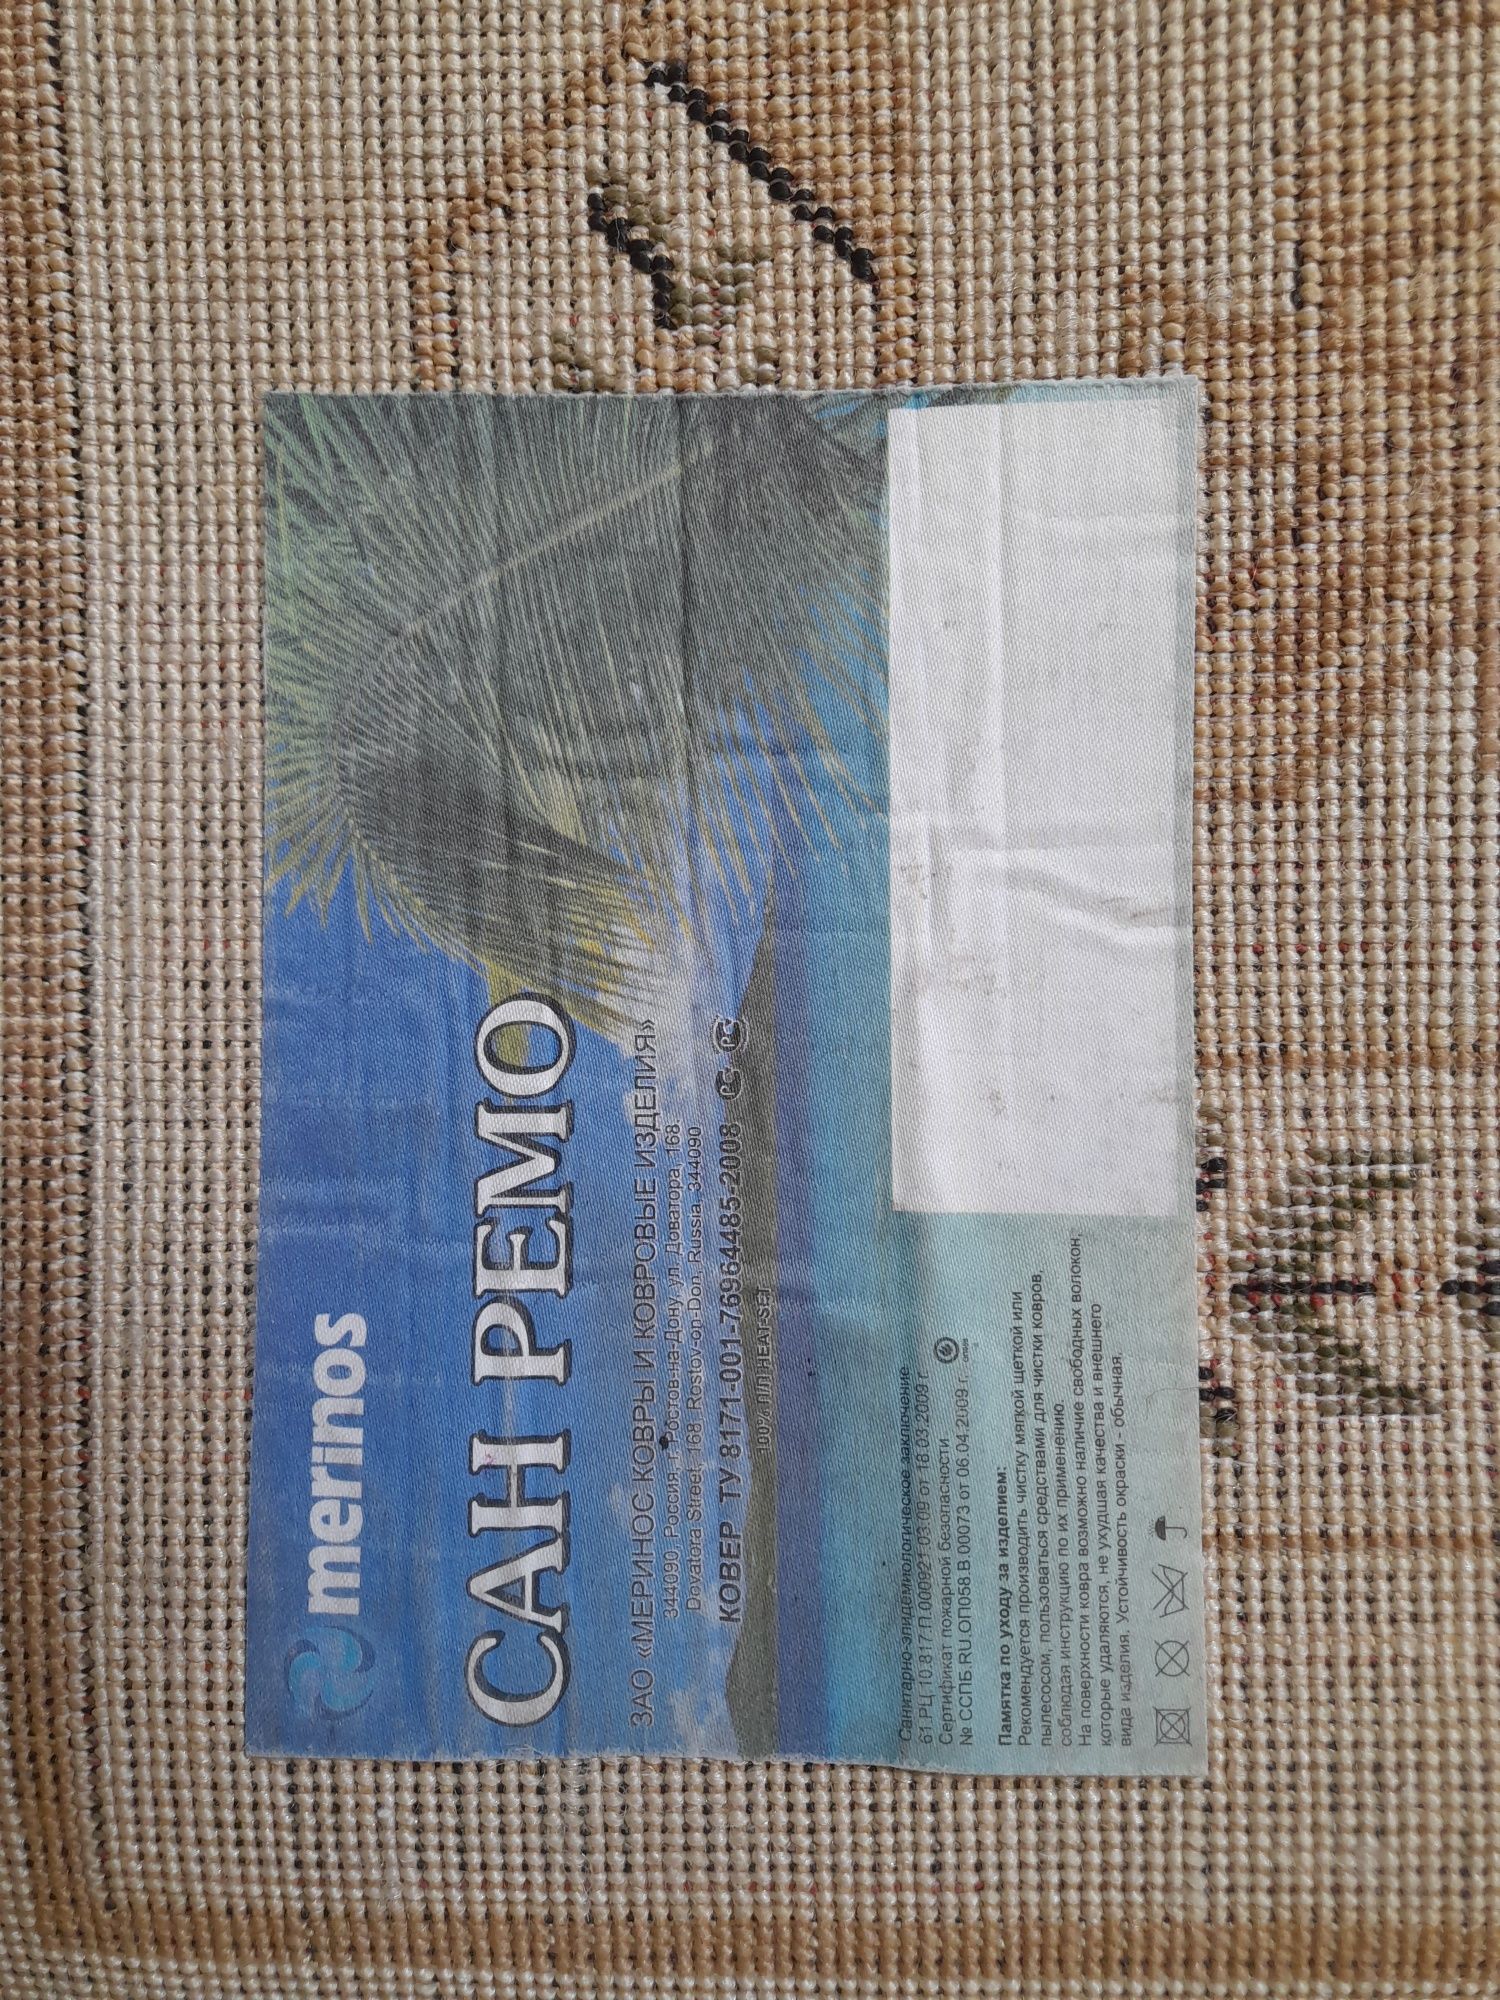 merinos
САН РЕМО
ЗАО «МЕРИНОС КОВРЫ И КОВРОВЫЕ ИЗДЕЛИЯ»
344090, Россия, г. Ростов-на-Дону, ул. Доватора, 168.
Dovatora Street, 168, Rostov-on-Don, Russia, 344090
КОВЕР ТУ 8171-001-76964485-2008
100% П/П HEAT-SET
Санитарно-эпидемиологическое заключение
61.РЦ.10.817.П.000921.03.09 от 18.03.2009 г.
Сертификат пожарной безопасности
№ ССПБ.RU.ОП058.В.00073 от 06.04.2009 г.
Памятка по уходу за изделием:
Рекомендуется производить чистку мягкой щеткой или
пылесосом, пользоваться средствами для чистки ковров,
соблюдая инструкцию по их применению.
На поверхности ковра возможно наличие свободных волокон,
которые удаляются, не ухудшая качества и внешнего
вида изделия. Устойчивость окраски - обычная.